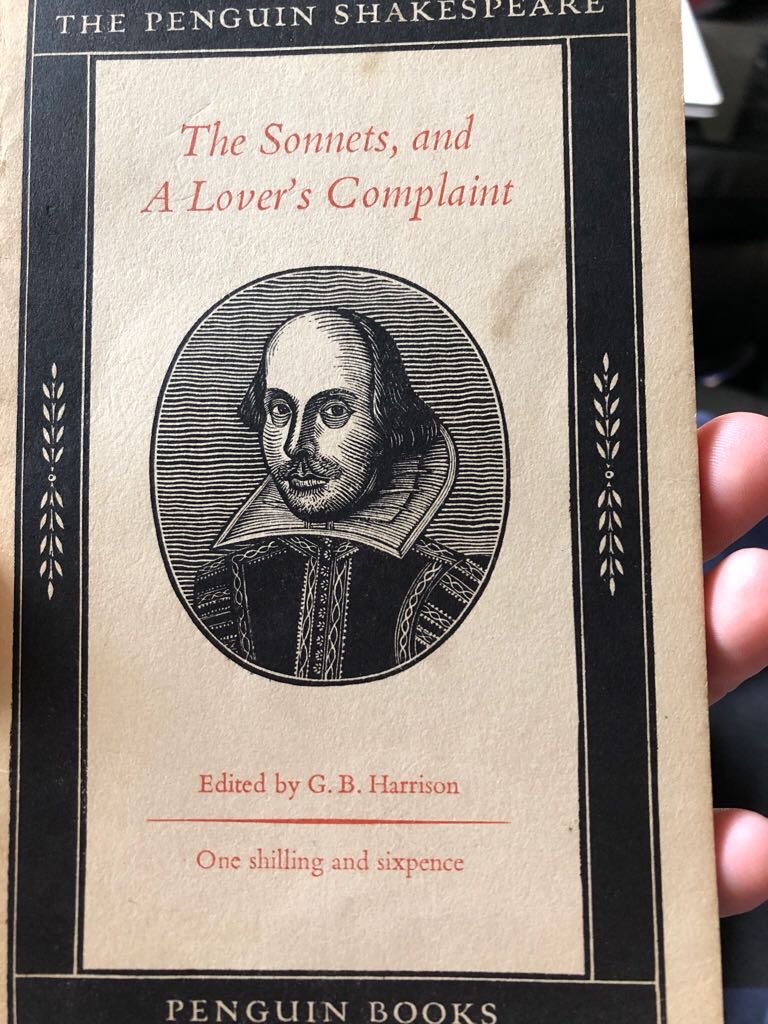 THE PENGUIN SHAKESPEARE
The Sonnets, and
A Lover's Complaint
Edited by G. B. Harrison
One shilling and sixpence
PENGUIN BOOKS